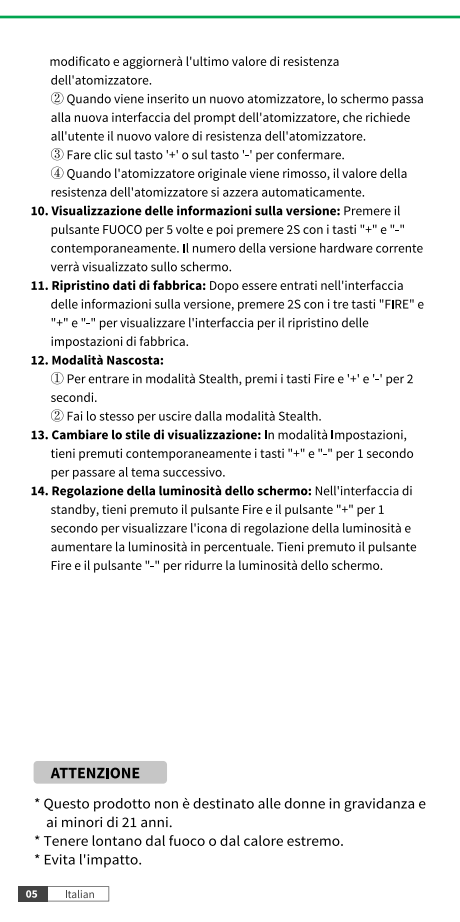 modificato e aggiornerà l'ultimo valore di resistenza
dell'atomizzatore.
② Quando viene inserito un nuovo atomizzatore, lo schermo passa
alla nuova interfaccia del prompt dell'atomizzatore, che richiede
all'utente il nuovo valore di resistenza dell'atomizzatore.
③ Fare clic sul tasto '+' o sul tasto '-' per confermare.
④ Quando l'atomizzatore originale viene rimosso, il valore della
resistenza dell'atomizzatore si azzera automaticamente.
10. Visualizzazione delle informazioni sulla versione: Premere il
pulsante FUOCO per 5 volte e poi premere 2S con i tasti "+" e "-"
contemporaneamente. Il numero della versione hardware corrente
verrà visualizzato sullo schermo.
11. Ripristino dati di fabbrica: Dopo essere entrati nell'interfaccia
delle informazioni sulla versione, premere 2S con i tre tasti "FIRE" e
"+" e "-" per visualizzare l'interfaccia per il ripristino delle
impostazioni di fabbrica.
12. Modalità Nascosta:
① Per entrare in modalità Stealth, premi i tasti Fire e '+' e '-' per 2
secondi.
② Fai lo stesso per uscire dalla modalità Stealth.
13. Cambiare lo stile di visualizzazione: In modalità Impostazioni,
tieni premuti contemporaneamente i tasti "+" e "-" per 1 secondo
per passare al tema successivo.
14. Regolazione della luminosità dello schermo: Nell'interfaccia di
standby, tieni premuto il pulsante Fire e il pulsante "+" per 1
secondo per visualizzare l'icona di regolazione della luminosità e
aumentare la luminosità in percentuale. Tieni premuto il pulsante
Fire e il pulsante "-" per ridurre la luminosità dello schermo.
ATTENZIONE
* Questo prodotto non è destinato alle donne in gravidanza e
ai minori di 21 anni.
* Tenere lontano dal fuoco o dal calore estremo.
* Evita l'impatto.
05 Italian